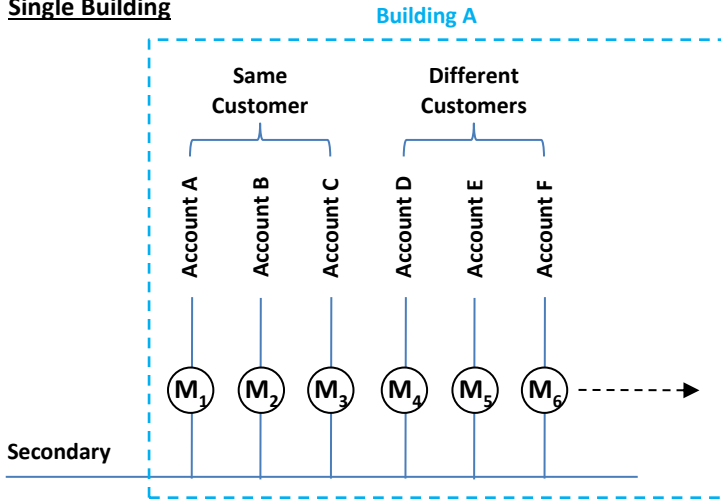 Single Building
Building A
Same
Customer
Different
Customers
Account A
Account B
Account C
Account D
Account E
Account F
M1
M2
M3
M4
M5
M6
Secondary